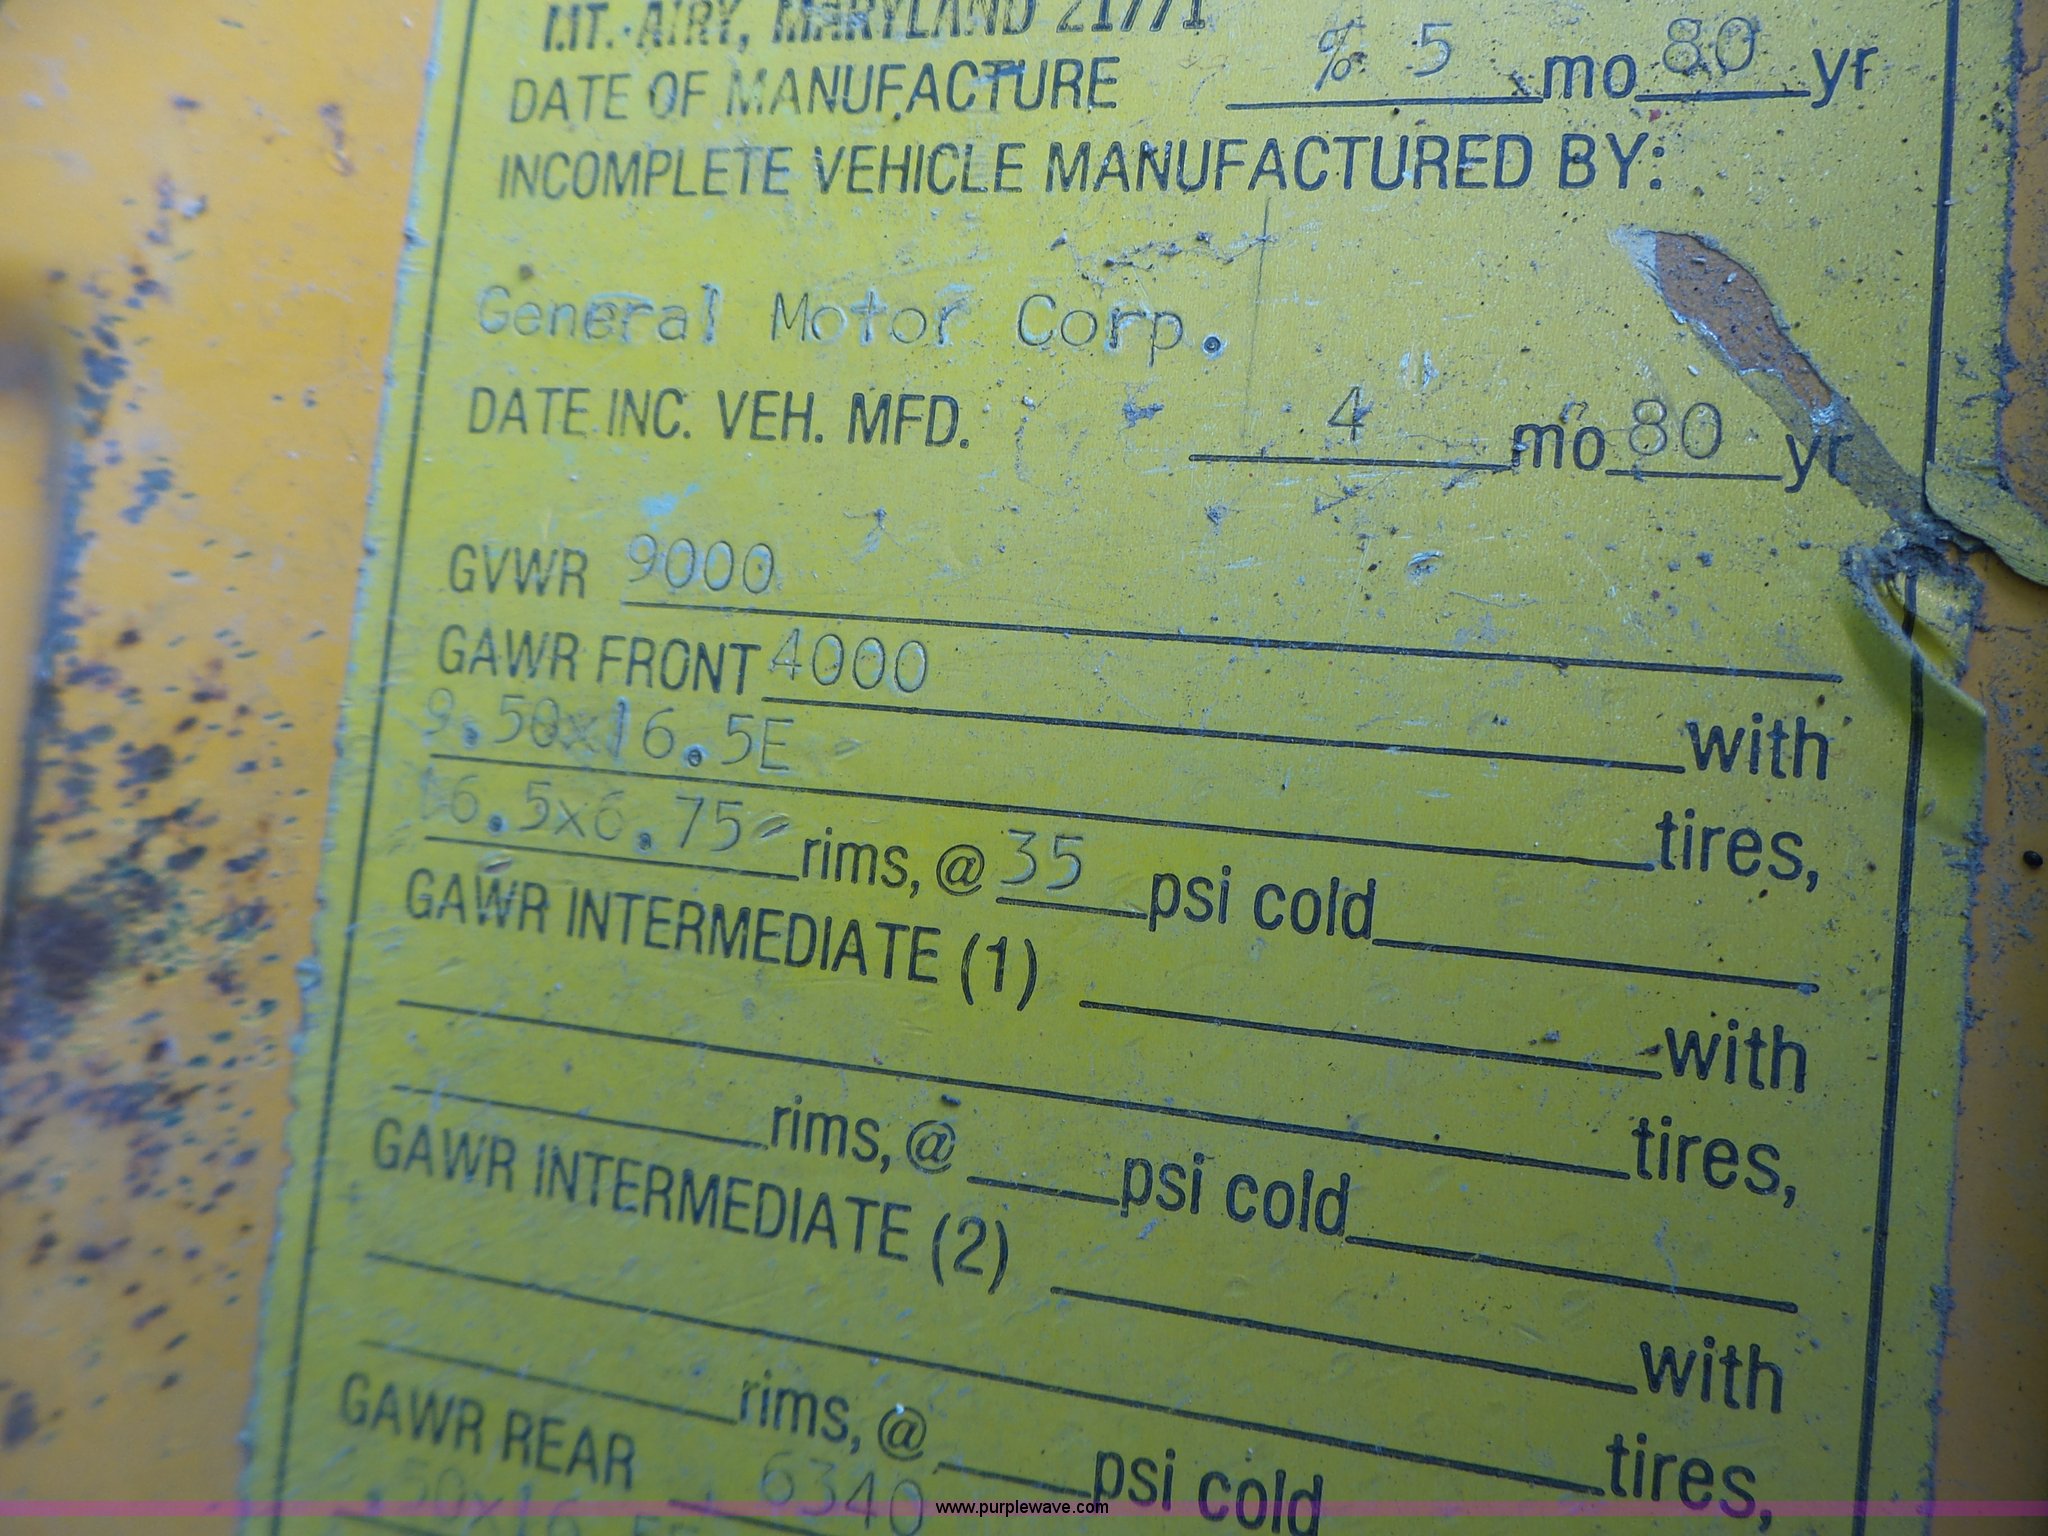 MT. AIRY, MARYLAND 21771
DATE OF MANUFACTURE % 5 mo 80 yr
INCOMPLETE VEHICLE MANUFACTURED BY:
General Motor Corp.
DATE INC. VEH. MFD. 4 mo 80 yr
GVWR 9000
GAWR FRONT 4000 with
9.50x16.5E tires,
16.5x6.75 rims, @ 35 psi cold
GAWR INTERMEDIATE (1) with
tires,
rims, @ psi cold
GAWR INTERMEDIATE (2) with
tires,
rims, @ psi cold
GAWR REAR 6340
www.purplewave.com